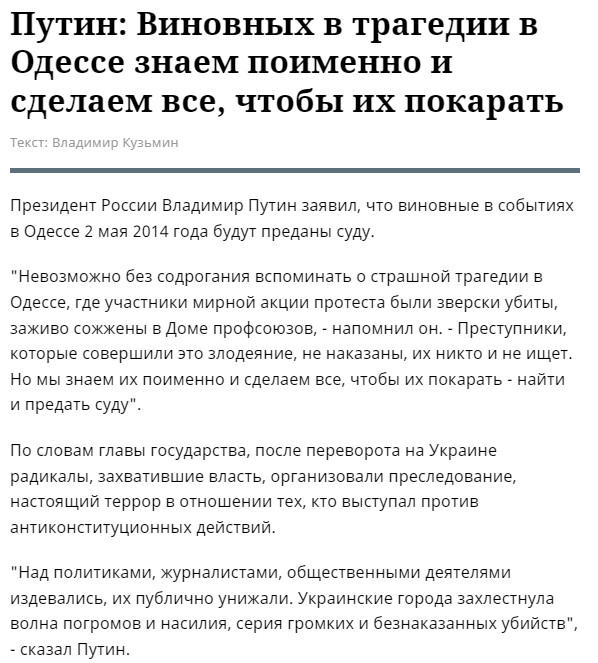 Путин: Виновных в трагедии в
Одессе знаем поименно и
сделаем все, чтобы их покарать
Текст: Владимир Кузьмин
Президент России Владимир Путин заявил, что виновные в событиях
в Одессе 2 мая 2014 года будут преданы суду.
"Невозможно без содрогания вспоминать о страшной трагедии в
Одессе, где участники мирной акции протеста были зверски убиты,
заживо сожжены в Доме профсоюзов, - напомнил он. - Преступники,
которые совершили это злодеяние, не наказаны, их никто и не ищет.
Но мы знаем их поименно и сделаем все, чтобы их покарать - найти
и предать суду".
По словам главы государства, после переворота на Украине
радикалы, захватившие власть, организовали преследование,
настоящий террор в отношении тех, кто выступал против
антиконституционных действий.
"Над политиками, журналистами, общественными деятелями
издевались, их публично унижали. Украинские города захлестнула
волна погромов и насилия, серия громких и безнаказанных убийств",
- сказал Путин.